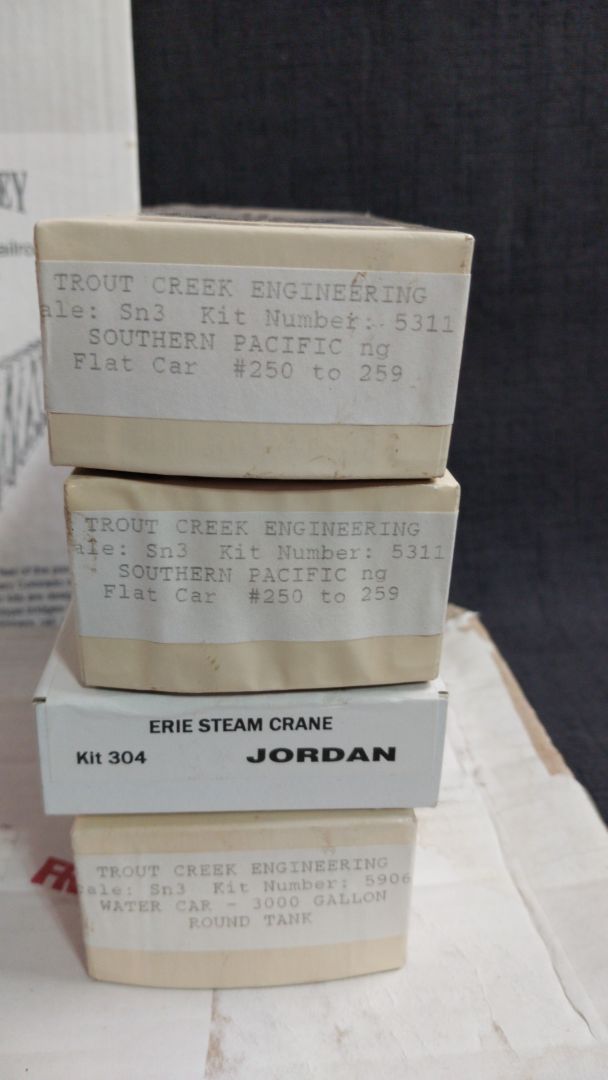 EY
TROUT CREEK ENGINEERING
ale: Sn3 Kit Number: 5311
SOUTHERN PACIFIC ng
Flat Car #250 to 259
TROUT CREEK ENGINEERING
ale: Sn3 Kit Number: 5311
SOUTHERN PACIFIC ng
Flat Car #250 to 259
ERIE STEAM CRANE
Kit 304 JORDAN
TROUT CREEK ENGINEERING
cale: Sn3 Kit Number: 5906
WATER CAR - 3000 GALLON
ROUND TANK